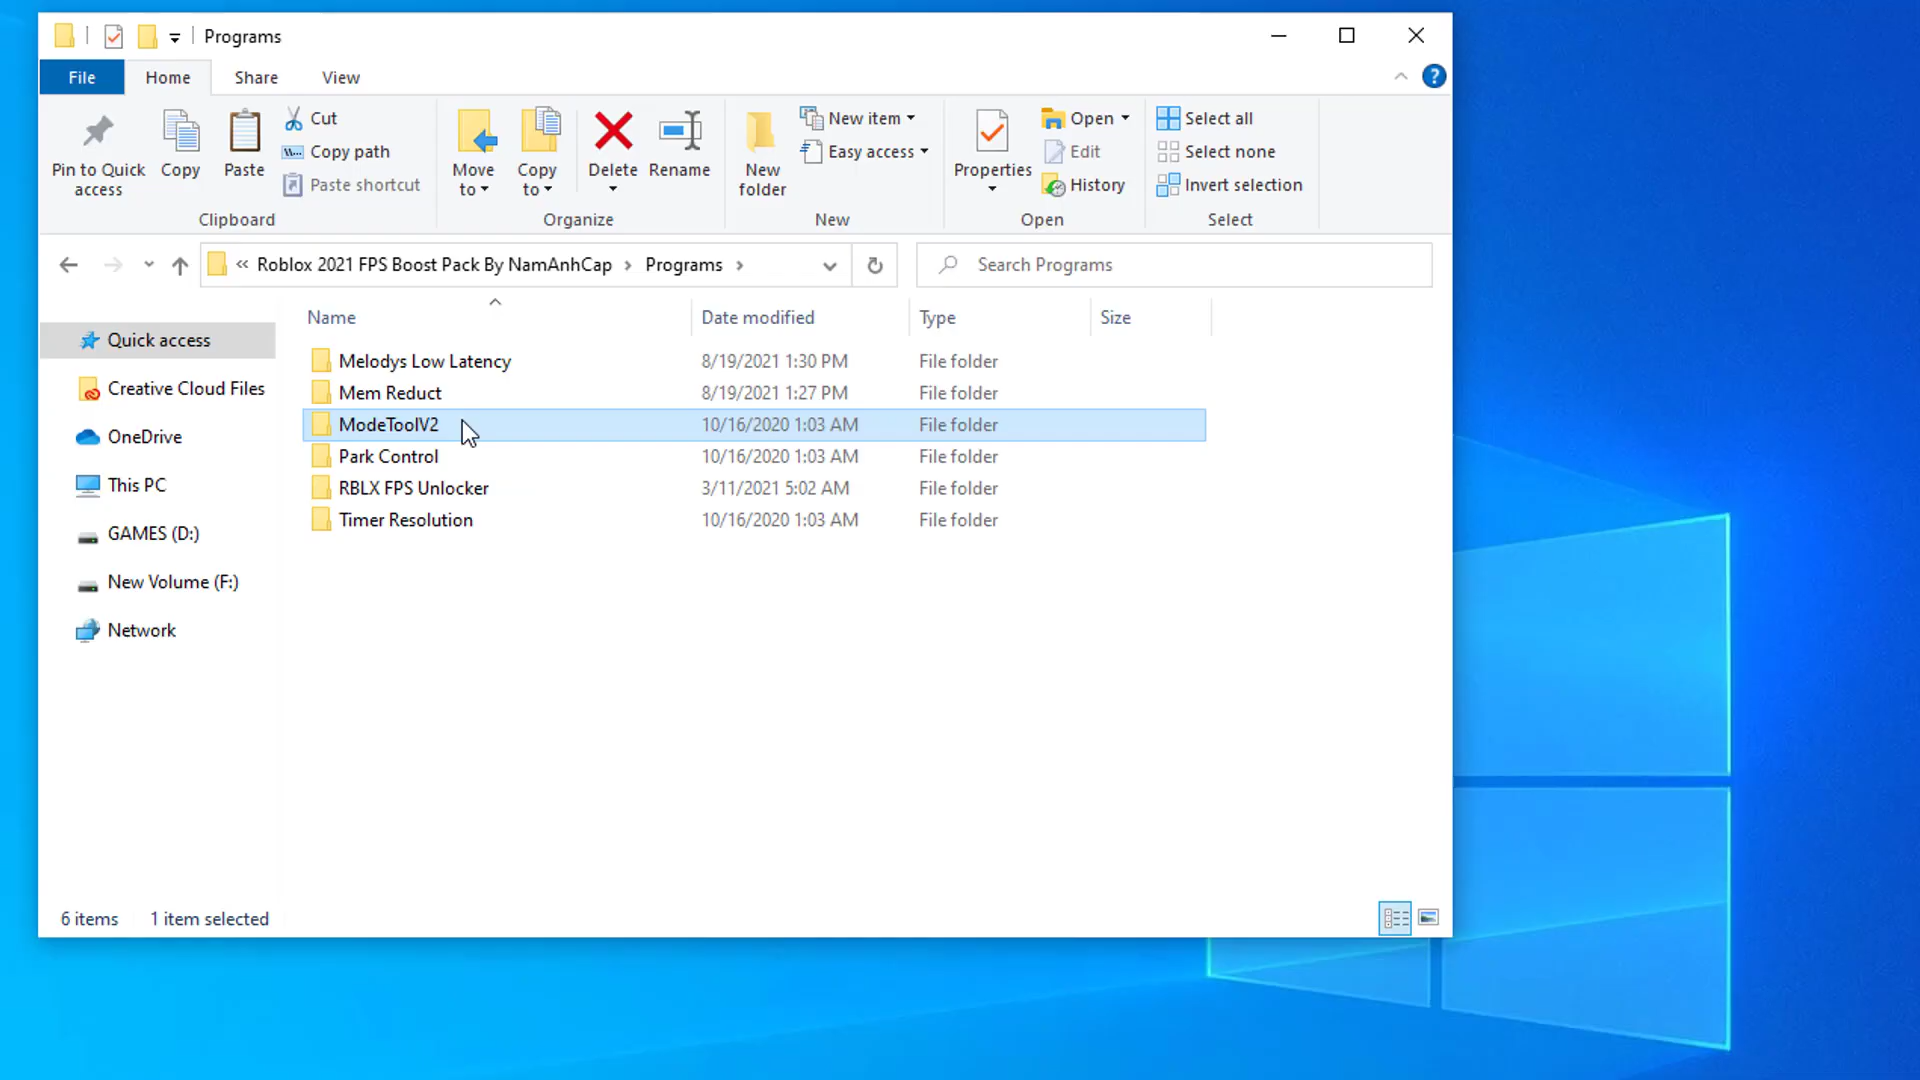 Programs
File Home Share View
?
Pin to Quick access
Copy
Paste
Cut
Copy path
Paste shortcut
Clipboard
Move to
Copy to
Delete
Rename
Organize
New folder
New item
Easy access
New
Properties
Open
Edit
History
Open
Select all
Select none
Invert selection
Select
« Roblox 2021 FPS Boost Pack By NamAnhCap › Programs ›
Search Programs
Quick access
Creative Cloud Files
OneDrive
This PC
GAMES (D:)
New Volume (F:)
Network
Name Date modified Type Size
Melodys Low Latency 8/19/2021 1:30 PM File folder
Mem Reduct 8/19/2021 1:27 PM File folder
ModeToolV2 10/16/2020 1:03 AM File folder
Park Control 10/16/2020 1:03 AM File folder
RBLX FPS Unlocker 3/11/2021 5:02 AM File folder
Timer Resolution 10/16/2020 1:03 AM File folder
6 items 1 item selected